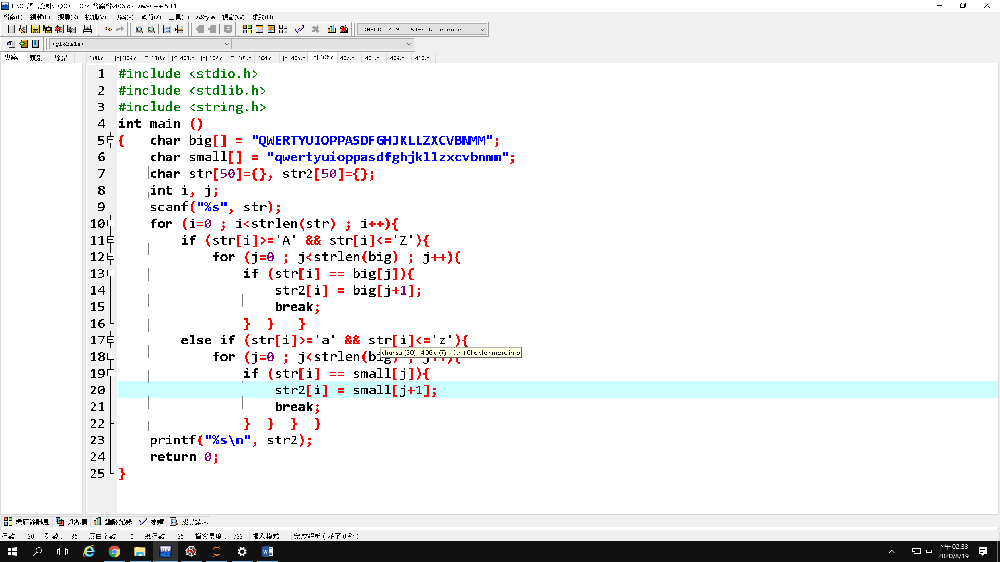 F:\C 語言資料\TQC C   C V2答案檔\406.c - Dev-C++ 5.11
檔案(F) 編輯(E) 搜尋(S) 檢視(V) 專案(P) 執行(Z) 工具(T) AStyle 視窗(W) 求助(H)
TDM-GCC 4.9.2 64-bit Release
(globals)
專案 類別 除錯 308.c [*] 309.c [*] 310.c [*] 401.c [*] 402.c [*] 403.c 404.c [*] 405.c [*] 406.c 407.c 408.c 409.c 410.c
1 #include <stdio.h>
2 #include <stdlib.h>
3 #include <string.h>
4 int main ()
5 {   char big[] = "QWERTYUIOPPASDFGHJKLLZXCVBNMM";
6     char small[] = "qwertyuioppasdfghjkllzxcvbnmm";
7     char str[50]={}, str2[50]={};
8     int i, j;
9     scanf("%s", str);
10     for (i=0 ; i<strlen(str) ; i++){
11         if (str[i]>='A' && str[i]<='Z'){
12             for (j=0 ; j<strlen(big) ; j++){
13                 if (str[i] == big[j]){
14                     str2[i] = big[j+1];
15                     break;
16                 }  }   }
17         else if (str[i]>='a' && str[i]<='z'){
char str [50] - 406.c (7) - Ctrl+Click for more info
18             for (j=0 ; j<strlen(big) ; j++){
19                 if (str[i] == small[j]){
20                     str2[i] = small[j+1];
21                     break;
22                 }  }  }  }
23     printf("%s\n", str2);
24     return 0;
25 }
編譯器訊息 資源檔 編譯紀錄 除錯 搜尋結果
行數： 20 列數： 35 反白字數： 0 總行數： 25 檔案長度： 723 插入模式 完成解析 ( 花了 0 秒 )
DEV
中 下午 02:33
2020/8/19